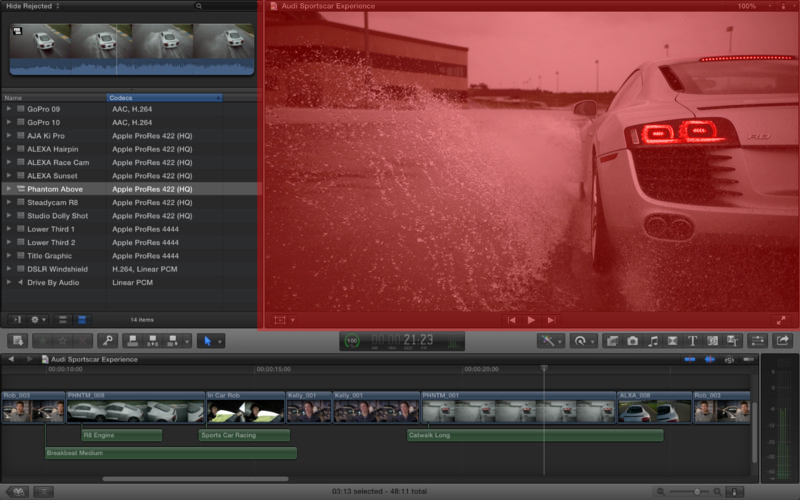 Hide Rejected
Audi Sportscar Experience
100%
Name
Codecs
GoPro 09 AAC, H.264
GoPro 10 AAC, H.264
AJA Ki Pro Apple ProRes 422 (HQ)
ALEXA Hairpin Apple ProRes 422 (HQ)
ALEXA Race Cam Apple ProRes 422 (HQ)
ALEXA Sunset Apple ProRes 422 (HQ)
Phantom Above Apple ProRes 422 (HQ)
Steadycam R8 Apple ProRes 422 (HQ)
Studio Dolly Shot Apple ProRes 422 (HQ)
Lower Third 1 Apple ProRes 4444
Lower Third 2 Apple ProRes 4444
Title Graphic Apple ProRes 4444
DSLR Windshield H.264, Linear PCM
Drive By Audio Linear PCM
14 items
100
21:23
T
Audi Sportscar Experience
00:00:10:00
00:00:15:00
00:00:20:00
Rob_003
PHNTM_008
In Car Rob
Kelly_001
Kelly_001
PHNTM_001
ALXA_008
Rob_003
R8 Engine
Sports Car Racing
Catwalk Long
Breakbeat Medium
03:13 selected - 48:11 total